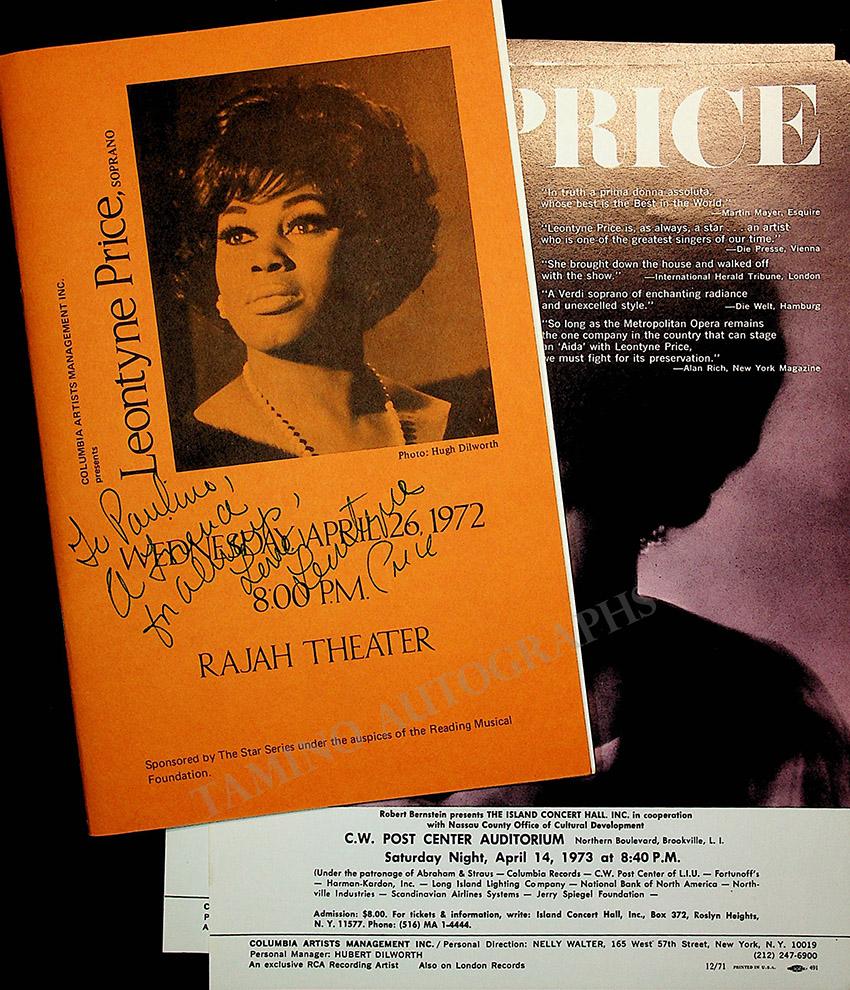 COLUMBIA ARTISTS MANAGEMENT INC.
presents
Leontyne Price, SOPRANO
Photo: Hugh Dilworth
To Paulino,
A friend,
for always,
Love,
Leontyne
Price
WEDNESDAY, APRIL 26, 1972
8:00 P.M.
RAJAH THEATER
Sponsored by The Star Series under the auspices of the Reading Musical
Foundation.
TAMINO AUTOGRAPHS
PRICE
"In truth a prima donna assoluta,
whose best is the Best in the World."
—Martin Mayer, Esquire
"Leontyne Price is, as always, a star . . . an artist
who is one of the greatest singers of our time."
—Die Presse, Vienna
"She brought down the house and walked off
with the show." —International Herald Tribune, London
"A Verdi soprano of enchanting radiance
and unexcelled style." —Die Welt, Hamburg
"So long as the Metropolitan Opera remains
the one company in the country that can stage
an 'Aida' with Leontyne Price,
we must fight for its preservation."
—Alan Rich, New York Magazine
Robert Bernstein presents THE ISLAND CONCERT HALL, INC. in cooperation
with Nassau County Office of Cultural Development
C.W. POST CENTER AUDITORIUM Northern Boulevard, Brookville, L. I.
Saturday Night, April 14, 1973 at 8:40 P.M.
(Under the patronage of Abraham & Straus — Columbia Records — C.W. Post Center of L.I.U. — Fortunoff's
— Harman-Kardon, Inc. — Long Island Lighting Company — National Bank of North America — North-
ville Industries — Scandinavian Airlines Systems — Jerry Spiegel Foundation —
Admission: $8.00. For tickets & information, write: Island Concert Hall, Inc., Box 372, Roslyn Heights,
N. Y. 11577. Phone: (516) MA 1-4444.
COLUMBIA ARTISTS MANAGEMENT INC. / Personal Direction: NELLY WALTER, 165 West 57th Street, New York, N. Y. 10019
Personal Manager: HUBERT DILWORTH (212) 247-6900
An exclusive RCA Recording Artist Also on London Records 12/71 PRINTED IN U.S.A. 491
C
P
A